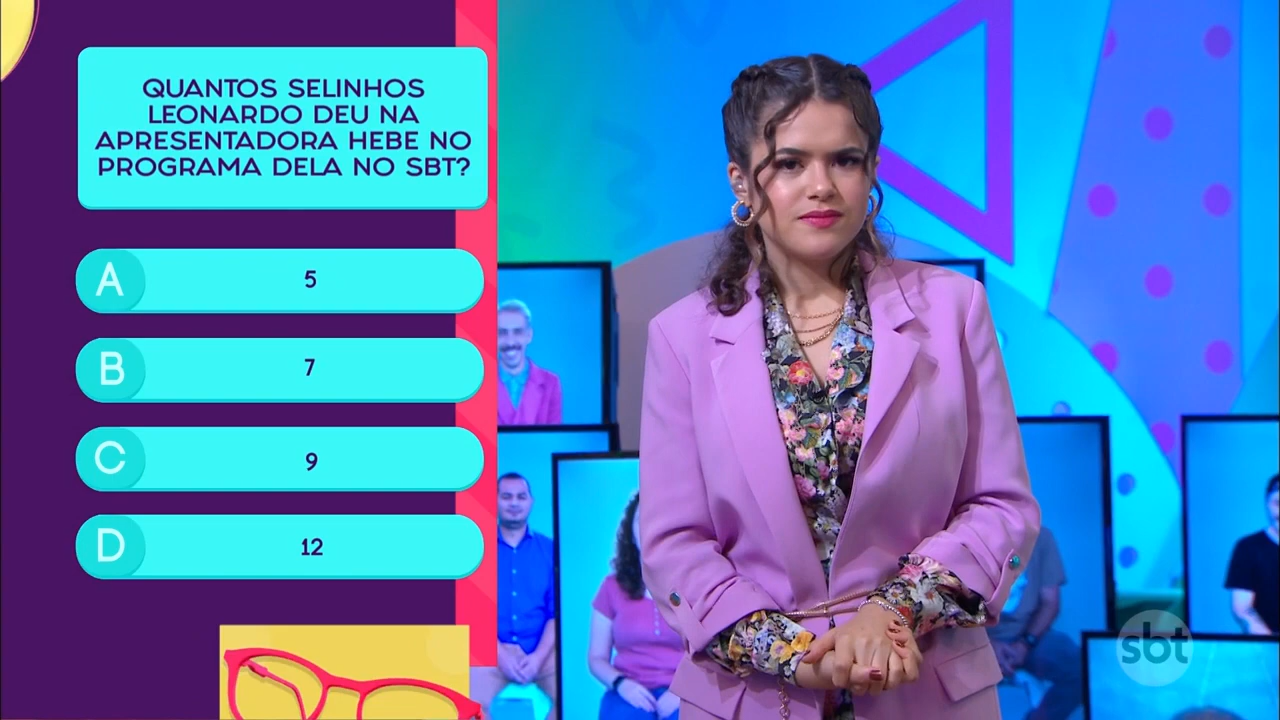 QUANTOS SELINHOS
LEONARDO DEU NA
APRESENTADORA HEBE NO
PROGRAMA DELA NO SBT?
A 5
B 7
C 9
D 12
sbt